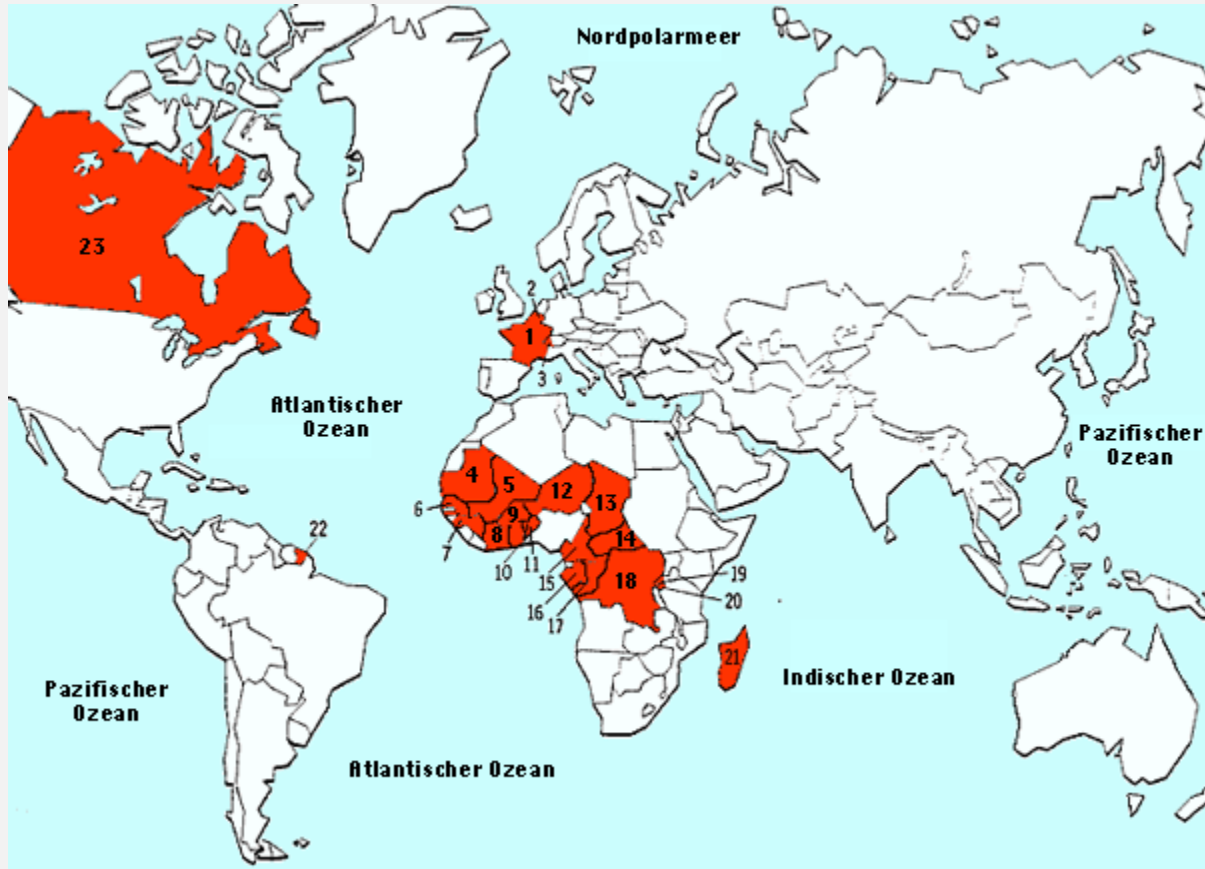 Nordpolarmeer
23
2
1
3
Atlantischer
Ozean
Pazifischer
Ozean
4
5
12
13
6
9
8
14
7
10
11
15
18
19
16
20
17
22
21
Indischer Ozean
Pazifischer
Ozean
Atlantischer Ozean